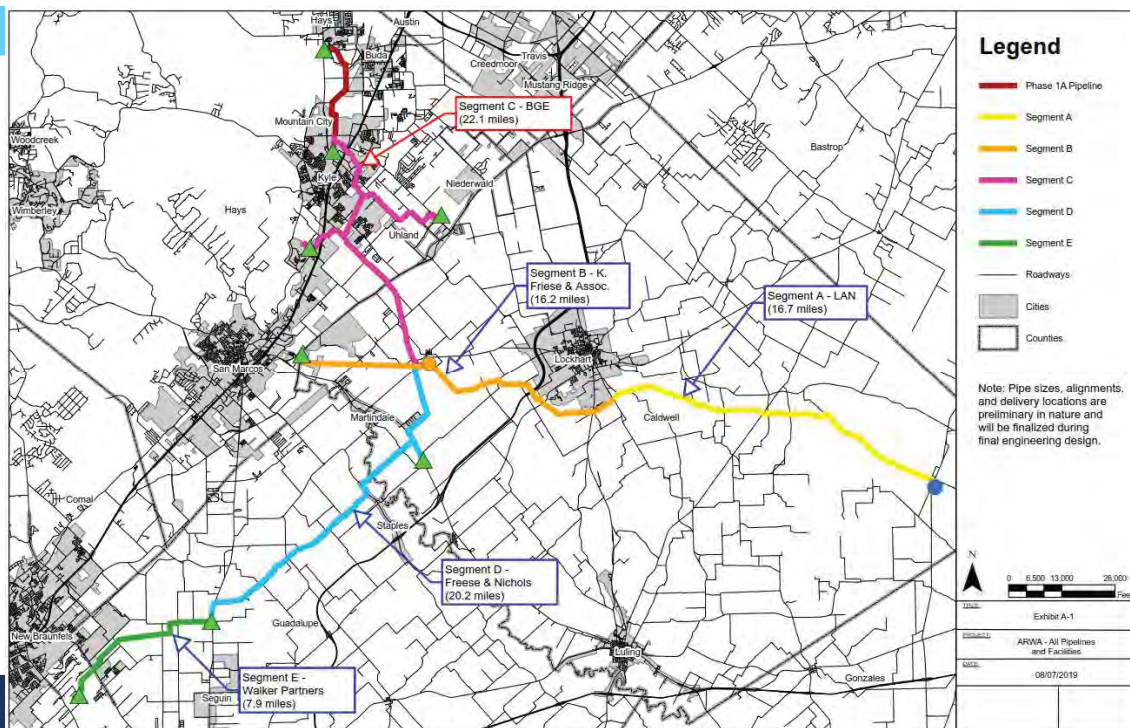 Hays
Austin
Buda
Creedmoor
Travis
Mustang Ridge
Segment C - BGE
(22.1 miles)
Mountain City
Woodcreek
Bastrop
Kyle
Niederwald
Wimberley
Hays
Uhland
Segment B - K.
Friese & Assoc.
(16.2 miles)
Segment A - LAN
(16.7 miles)
San Marcos
Lockhart
Martindale
Caldwell
Comal
Staples
Segment D -
Freese & Nichols
(20.2 miles)
New Braunfels
Guadalupe
Luling
Segment E -
Walker Partners
(7.9 miles)
Seguin
Gonzales
Legend
Phase 1A Pipeline
Segment A
Segment B
Segment C
Segment D
Segment E
Roadways
Cities
Counties
Note: Pipe sizes, alignments,
and delivery locations are
preliminary in nature and
will be finalized during
final engineering design.
N
0 6,500 13,000 26,000
Feet
TITLE:
Exhibit A-1
PROJECT:
ARWA - All Pipelines
and Facilities
DATE:
08/07/2019